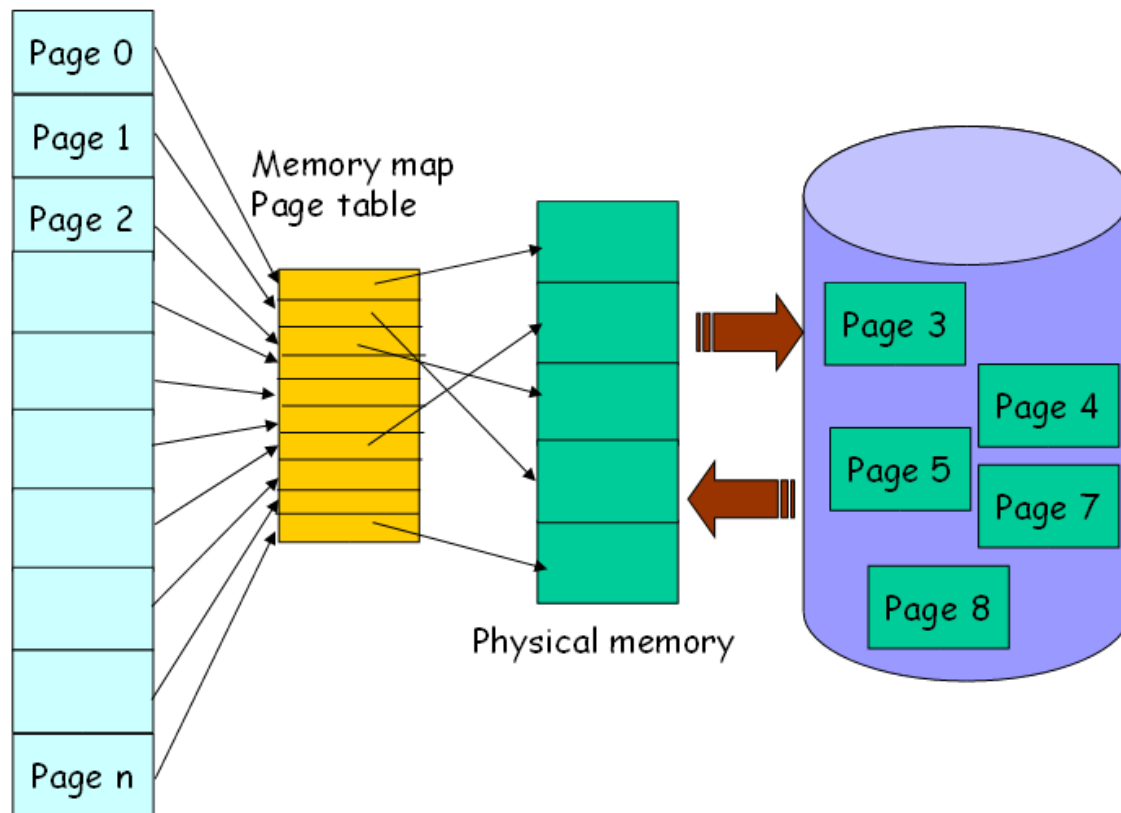 Page 0
Page 1
Page 2
Page n
Memory map
Page table
Physical memory
Page 3
Page 4
Page 5
Page 7
Page 8